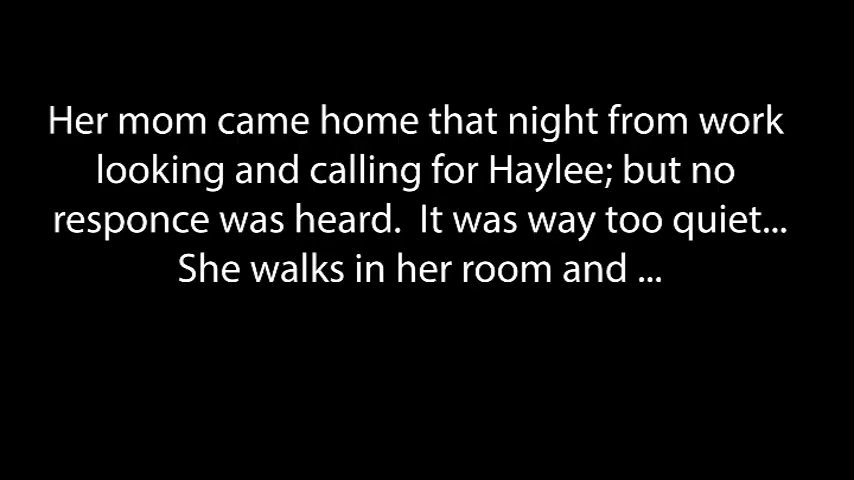 Her mom came home that night from work
looking and calling for Haylee; but no
responce was heard.  It was way too quiet...
She walks in her room and ...